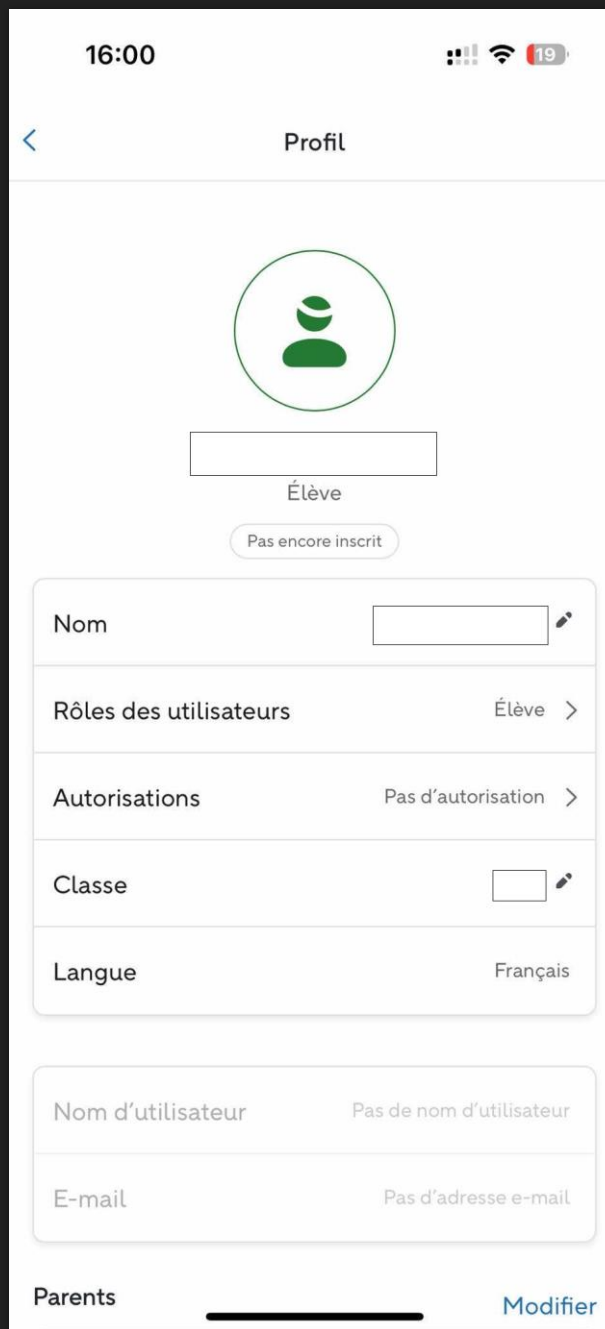 16:00
19
Profil
Élève
Pas encore inscrit
Nom
Rôles des utilisateurs Élève
Autorisations Pas d'autorisation
Classe
Langue Français
Nom d'utilisateur Pas de nom d'utilisateur
E-mail Pas d'adresse e-mail
Parents Modifier